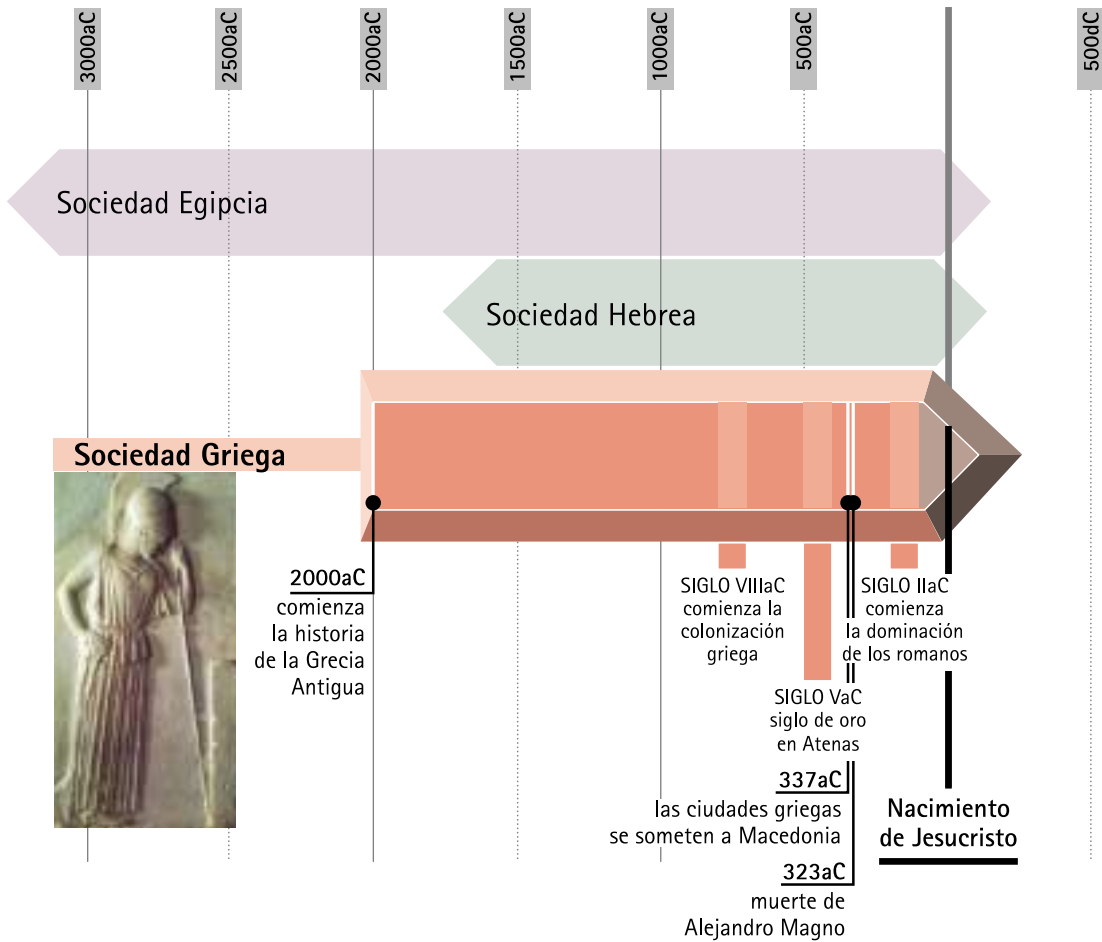 3000aC
2500aC
2000aC
1500aC
1000aC
500aC
500dC
Sociedad Egipcia
Sociedad Hebrea
Sociedad Griega
2000aC
comienza
la historia
de la Grecia
Antigua
SIGLO VIIIaC
comienza la
colonización
griega
SIGLO IIaC
comienza
la dominación
de los romanos
SIGLO VaC
siglo de oro
en Atenas
337aC
las ciudades griegas
se someten a Macedonia
323aC
muerte de
Alejandro Magno
Nacimiento
de Jesucristo